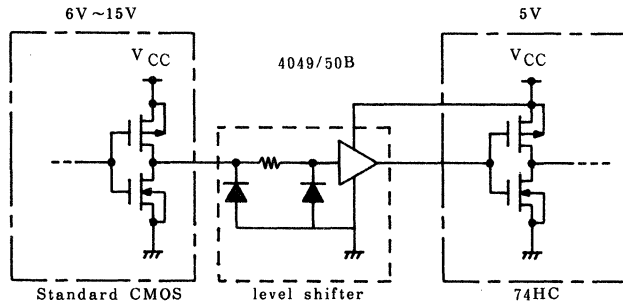 6V~15V
5V
VCC
4049/50B
VCC
Standard CMOS
level shifter
74HC